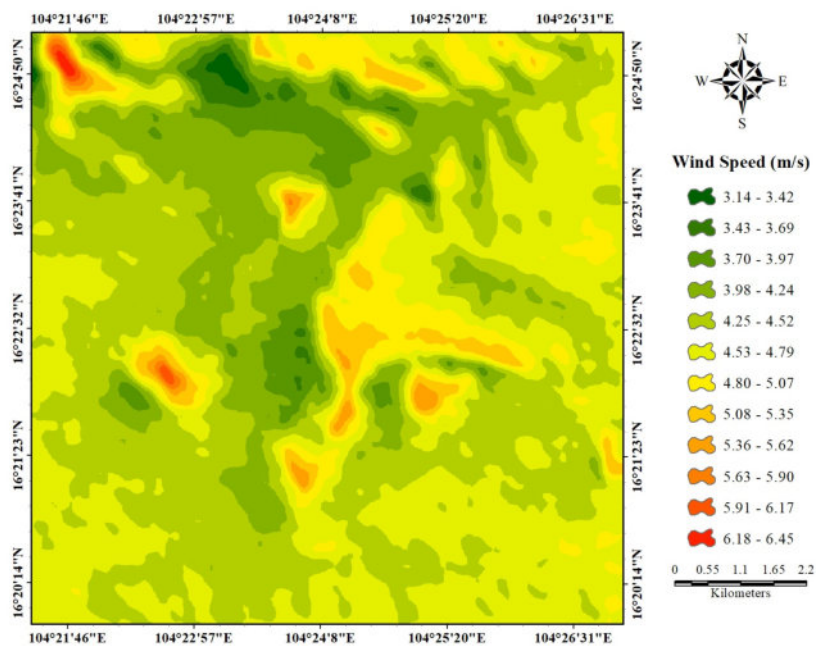 104°21'46"E 104°22'57"E 104°24'8"E 104°25'20"E 104°26'31"E
16°24'50"N 16°24'50"N
16°23'41"N 16°23'41"N
16°22'32"N 16°22'32"N
16°21'23"N 16°21'23"N
16°20'14"N 16°20'14"N
104°21'46"E 104°22'57"E 104°24'8"E 104°25'20"E 104°26'31"E
N
W E
S
Wind Speed (m/s)
3.14 - 3.42
3.43 - 3.69
3.70 - 3.97
3.98 - 4.24
4.25 - 4.52
4.53 - 4.79
4.80 - 5.07
5.08 - 5.35
5.36 - 5.62
5.63 - 5.90
5.91 - 6.17
6.18 - 6.45
0 0.55 1.1 1.65 2.2
Kilometers